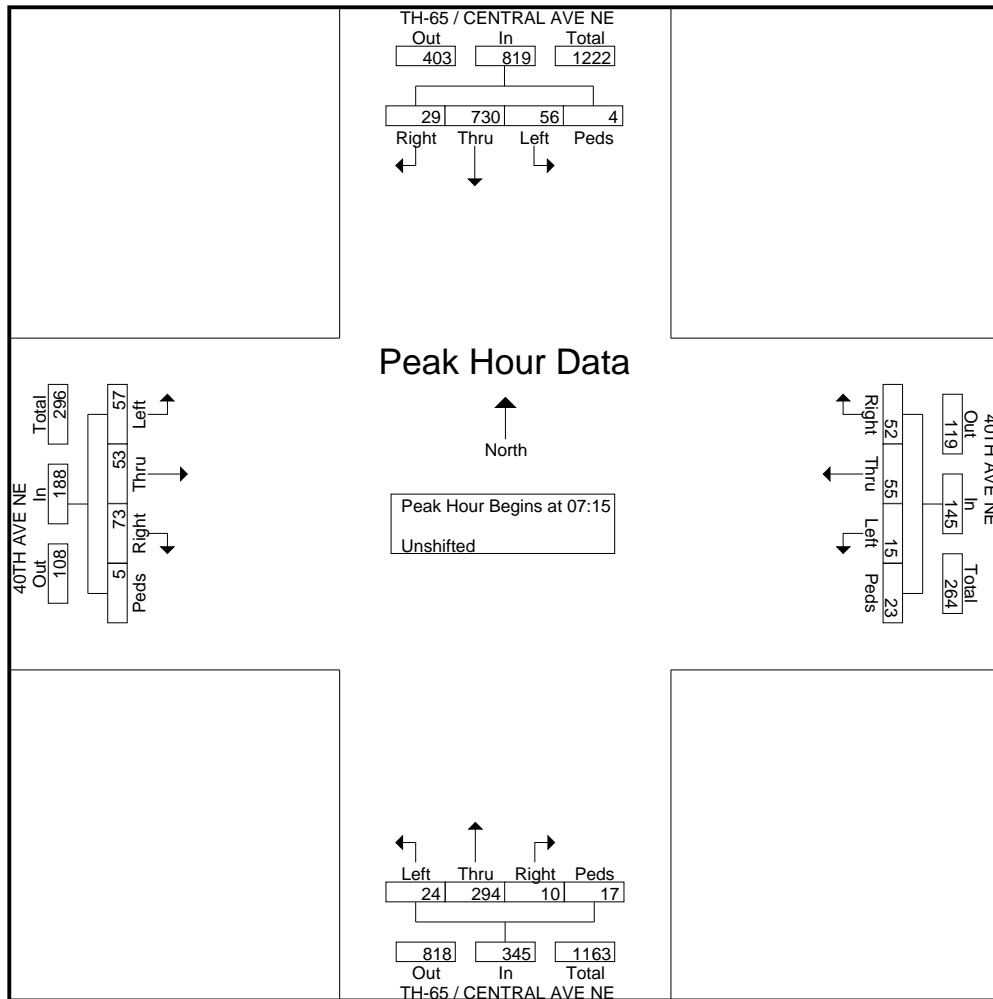 TH-65 / CENTRAL AVE NE
Out In Total
403 819 1222
29 730 56 4
Right Thru Left Peds
Peak Hour Data
North
Peak Hour Begins at 07:15
Unshifted
40TH AVE NE
Total In Out
296 188 108
57 53 73 5
Left Thru Right Peds
40TH AVE NE
Out In Total
119 145 264
52 55 15 23
Right Thru Left Peds
Left Thru Right Peds
24 294 10 17
818 345 1163
Out In Total
TH-65 / CENTRAL AVE NE